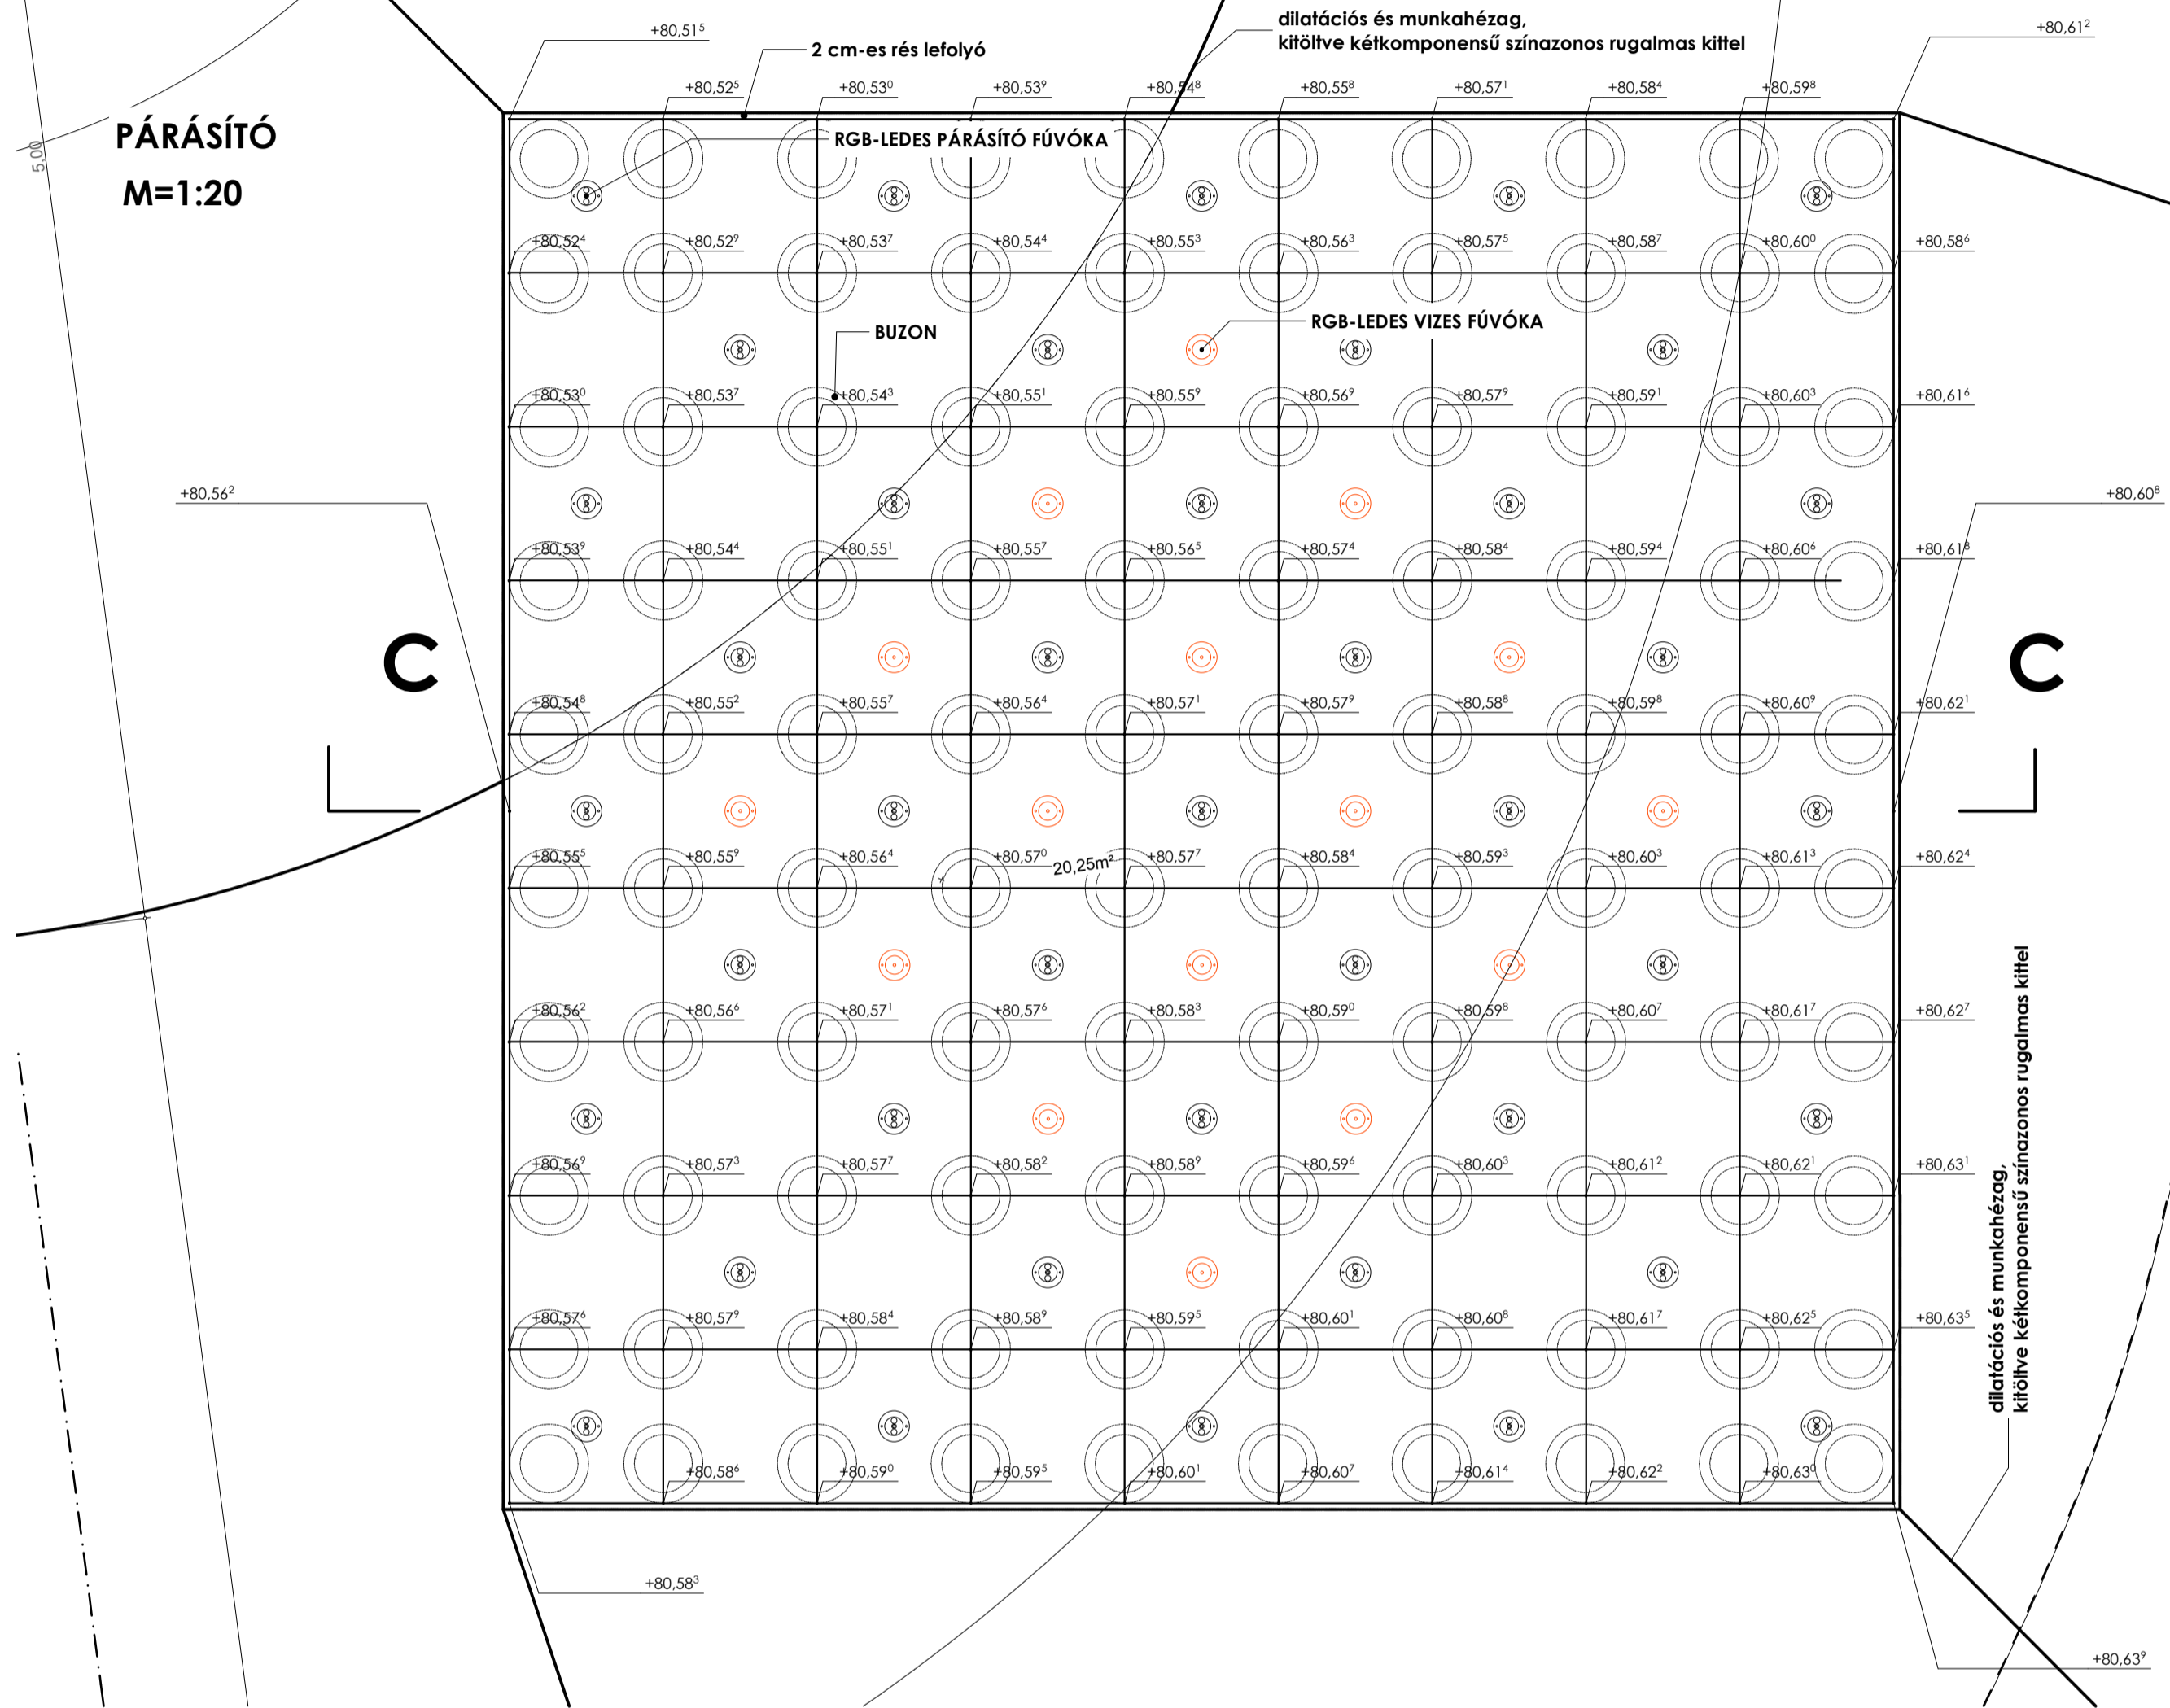 dilatációs és munkahézag,
kitöltve kétkomponensű színazonos rugalmas kittel
+80,51⁵
+80,61²
2 cm-es rés lefolyó
+80,52⁵ +80,53⁰ +80,53⁹ +80,54⁸ +80,55⁸ +80,57¹ +80,58⁴ +80,59⁸
PÁRÁSÍTÓ
M=1:20
5,00
RGB-LEDES PÁRÁSÍTÓ FÚVÓKA
+80,52⁴ +80,52⁹ +80,53⁷ +80,54⁴ +80,55³ +80,56³ +80,57⁵ +80,58⁷ +80,60⁰ +80,58⁶
BUZON
RGB-LEDES VIZES FÚVÓKA
+80,53⁰ +80,53⁷ +80,54³ +80,55¹ +80,55⁹ +80,56⁹ +80,57⁹ +80,59¹ +80,60³ +80,61⁶
+80,56²
+80,60⁸
+80,53⁹ +80,54⁴ +80,55¹ +80,55⁷ +80,56⁵ +80,57⁴ +80,58⁴ +80,59⁴ +80,60⁶ +80,61⁸
C
C
+80,54⁸ +80,55² +80,55⁷ +80,56⁴ +80,57¹ +80,57⁹ +80,58⁸ +80,59⁸ +80,60⁹ +80,62¹
+80,55⁵ +80,55⁹ +80,56⁴ +80,57⁰ 20,25m² +80,57⁷ +80,58⁴ +80,59³ +80,60³ +80,61³ +80,62⁴
+80,56² +80,56⁶ +80,57¹ +80,57⁶ +80,58³ +80,59⁰ +80,59⁸ +80,60⁷ +80,61⁷ +80,62⁷
+80,56⁹ +80,57³ +80,57⁷ +80,58² +80,58⁹ +80,59⁶ +80,60³ +80,61² +80,62¹ +80,63¹
dilatációs és munkahézag,
kitöltve kétkomponensű színazonos rugalmas kittel
+80,57⁶ +80,57⁹ +80,58⁴ +80,58⁹ +80,59⁵ +80,60¹ +80,60⁸ +80,61⁷ +80,62⁵ +80,63⁵
+80,58⁶ +80,59⁰ +80,59⁵ +80,60¹ +80,60⁷ +80,61⁴ +80,62² +80,63⁰
+80,58³
+80,63⁹